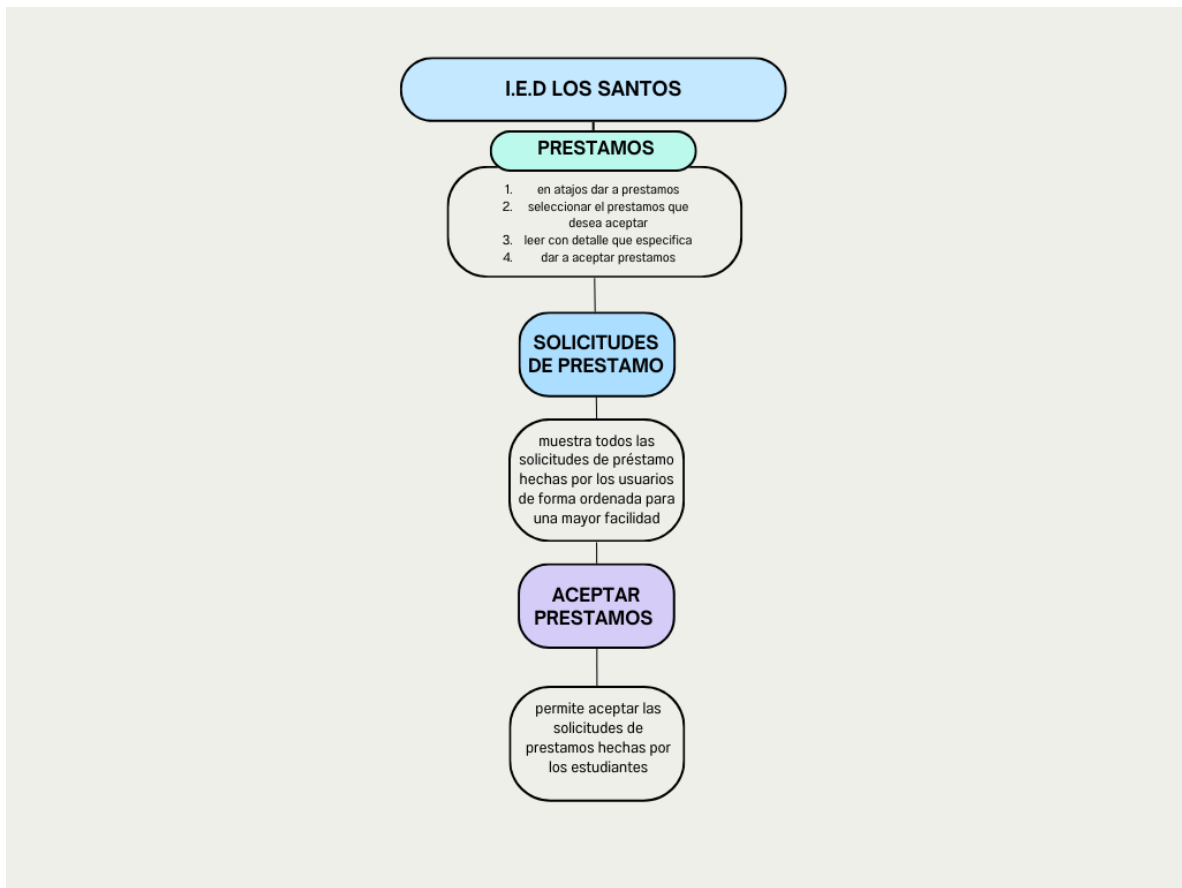 I.E.D LOS SANTOS
PRESTAMOS
1. en atajos dar a prestamos
2. seleccionar el prestamos que
desea aceptar
3. leer con detalle que especifica
4. dar a aceptar prestamos
SOLICITUDES
DE PRESTAMO
muestra todos las
solicitudes de préstamo
hechas por los usuarios
de forma ordenada para
una mayor facilidad
ACEPTAR
PRESTAMOS
permite aceptar las
solicitudes de
prestamos hechas por
los estudiantes